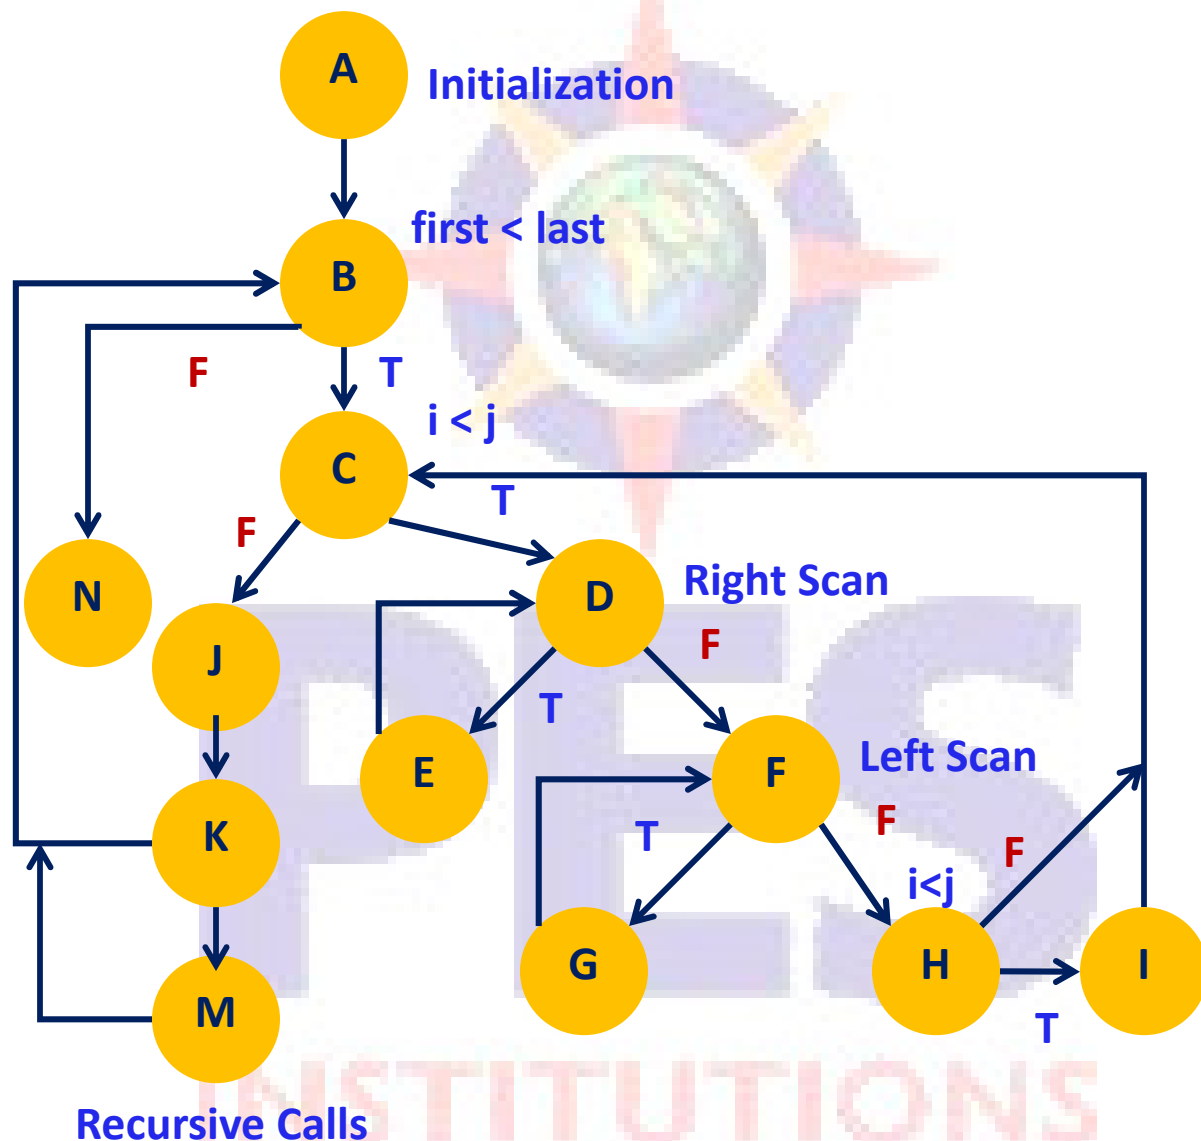 A
Initialization
first < last
B
F
T
i < j
C
T
F
N
D
Right Scan
F
J
T
E
F
Left Scan
T
F
K
F
i<j
G
H
I
M
T
PES
INSTITUTIONS
Recursive Calls